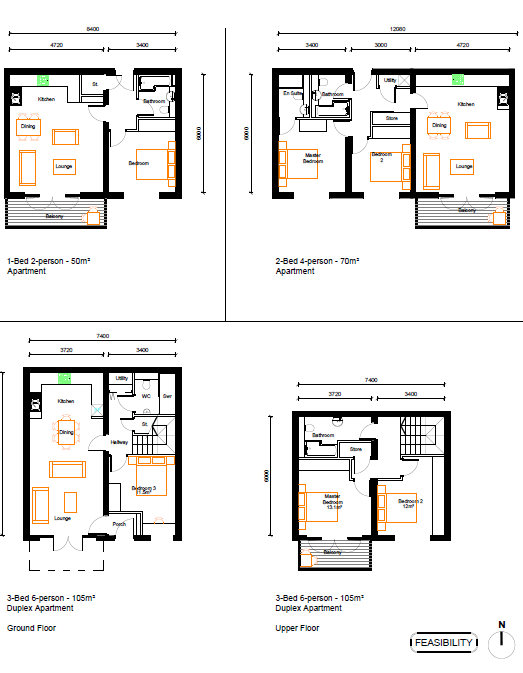 8400
4720 3400
St.
Kitchen
Bathroom
Dining
Lounge
Bedroom
Balcony
6000
1-Bed 2-person - 50m²
Apartment
12080
3400 3000 4720
Utility
En Suite
Bathroom
Kitchen
Store
Dining
Master
Bedroom
Bedroom
2
Lounge
Balcony
6000
2-Bed 4-person - 70m²
Apartment
7400
3720 3400
Utility
WC
Swr
Kitchen
St.
Dining
Hallway
Bedroom 3
11.5m²
Lounge
Porch
3-Bed 6-person - 105m²
Duplex Apartment
Ground Floor
7400
3720 3400
Bathroom
Store
6000
Master
Bedroom
13.1m²
Bedroom 2
12m²
Balcony
3-Bed 6-person - 105m²
Duplex Apartment
Upper Floor
FEASIBILITY
N